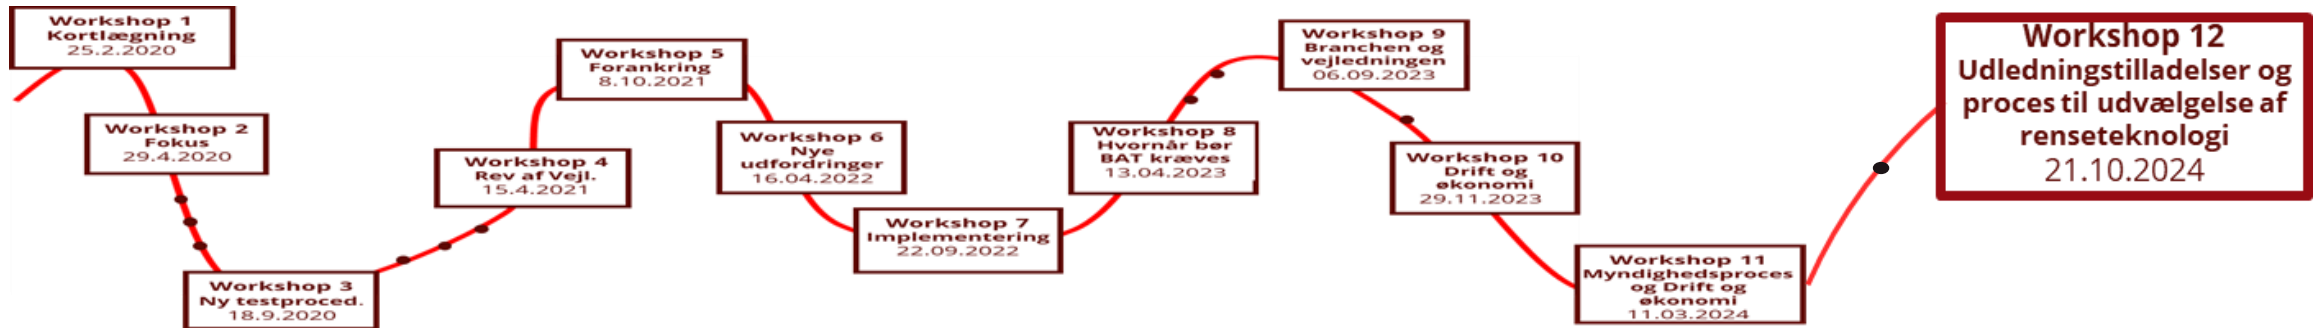 Workshop 1
Kortlægning
25.2.2020
Workshop 2
Fokus
29.4.2020
Workshop 3
Ny testproced.
18.9.2020
Workshop 4
Rev af Vejl.
15.4.2021
Workshop 5
Forankring
8.10.2021
Workshop 6
Nye
udfordringer
16.04.2022
Workshop 7
Implementering
22.09.2022
Workshop 8
Hvornår bør
BAT kræves
13.04.2023
Workshop 9
Branchen og
vejledningen
06.09.2023
Workshop 10
Drift og
økonomi
29.11.2023
Workshop 11
Myndighedsproces
og Drift og
økonomi
11.03.2024
Workshop 12
Udledningstilladelser og
proces til udvælgelse af
renseteknologi
21.10.2024